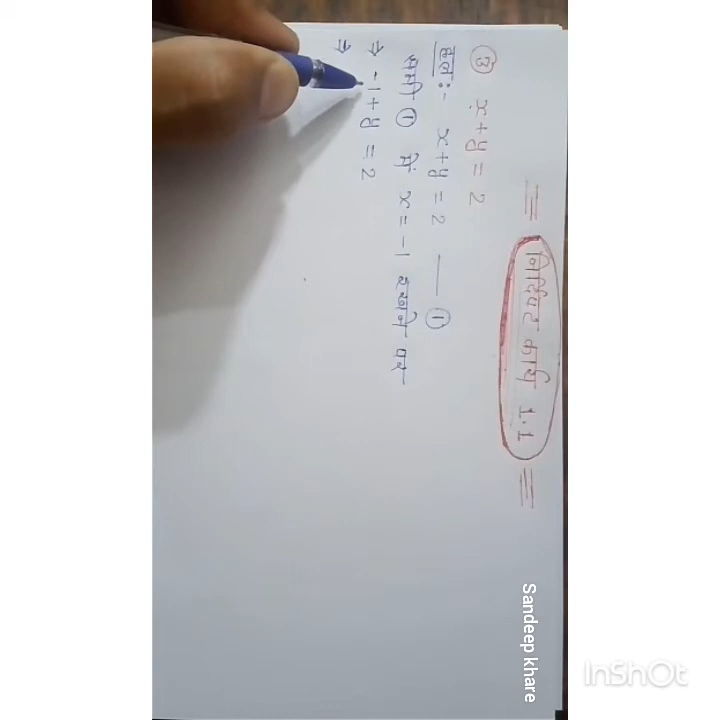 = निर्दिष्ट कार्य 1.1 =
③ x + y = 2
हल :- x + y = 2 —— ①
समी ① में x = -1 रखने पर-
⇒ -1 + y = 2
⇒
Sandeep khare
InShOt